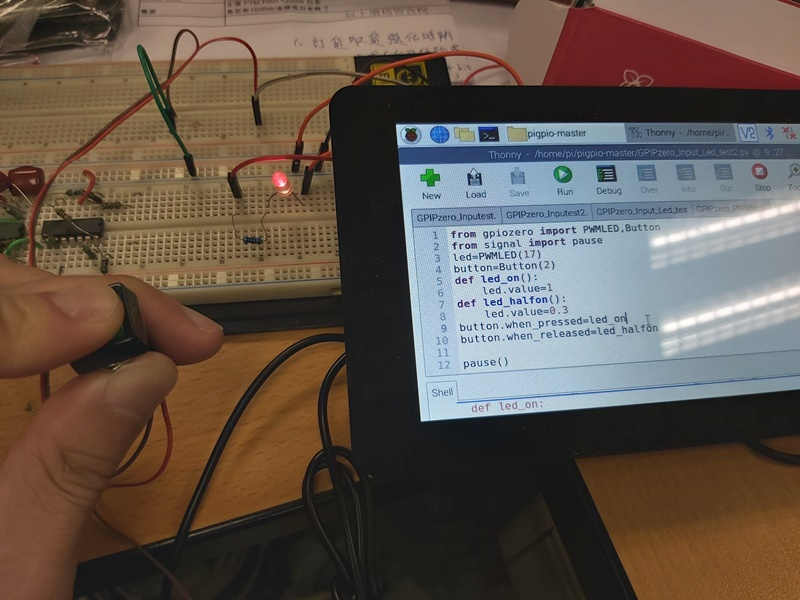 pigpio-master
Thonny - /home/pi/...
V2
Thonny - /home/pi/pigpio-master/GPIPzero_Input_Led_test2.py @ 9 : 27
New
Load
Save
Run
Debug
Over
Into
Out
Stop
GPIPzero_Inputest.
GPIPzero_Inputest2.
GPIPzero_Input_Led_tes
1 from gpiozero import PWMLED,Button
2 from signal import pause
3 led=PWMLED(17)
4 button=Button(2)
5 def led_on():
6 led.value=1
7 def led_halfon():
8 led.value=0.3
9 button.when_pressed=led_on
10 button.when_released=led_halfon
11
12 pause()
Shell
def led_on: